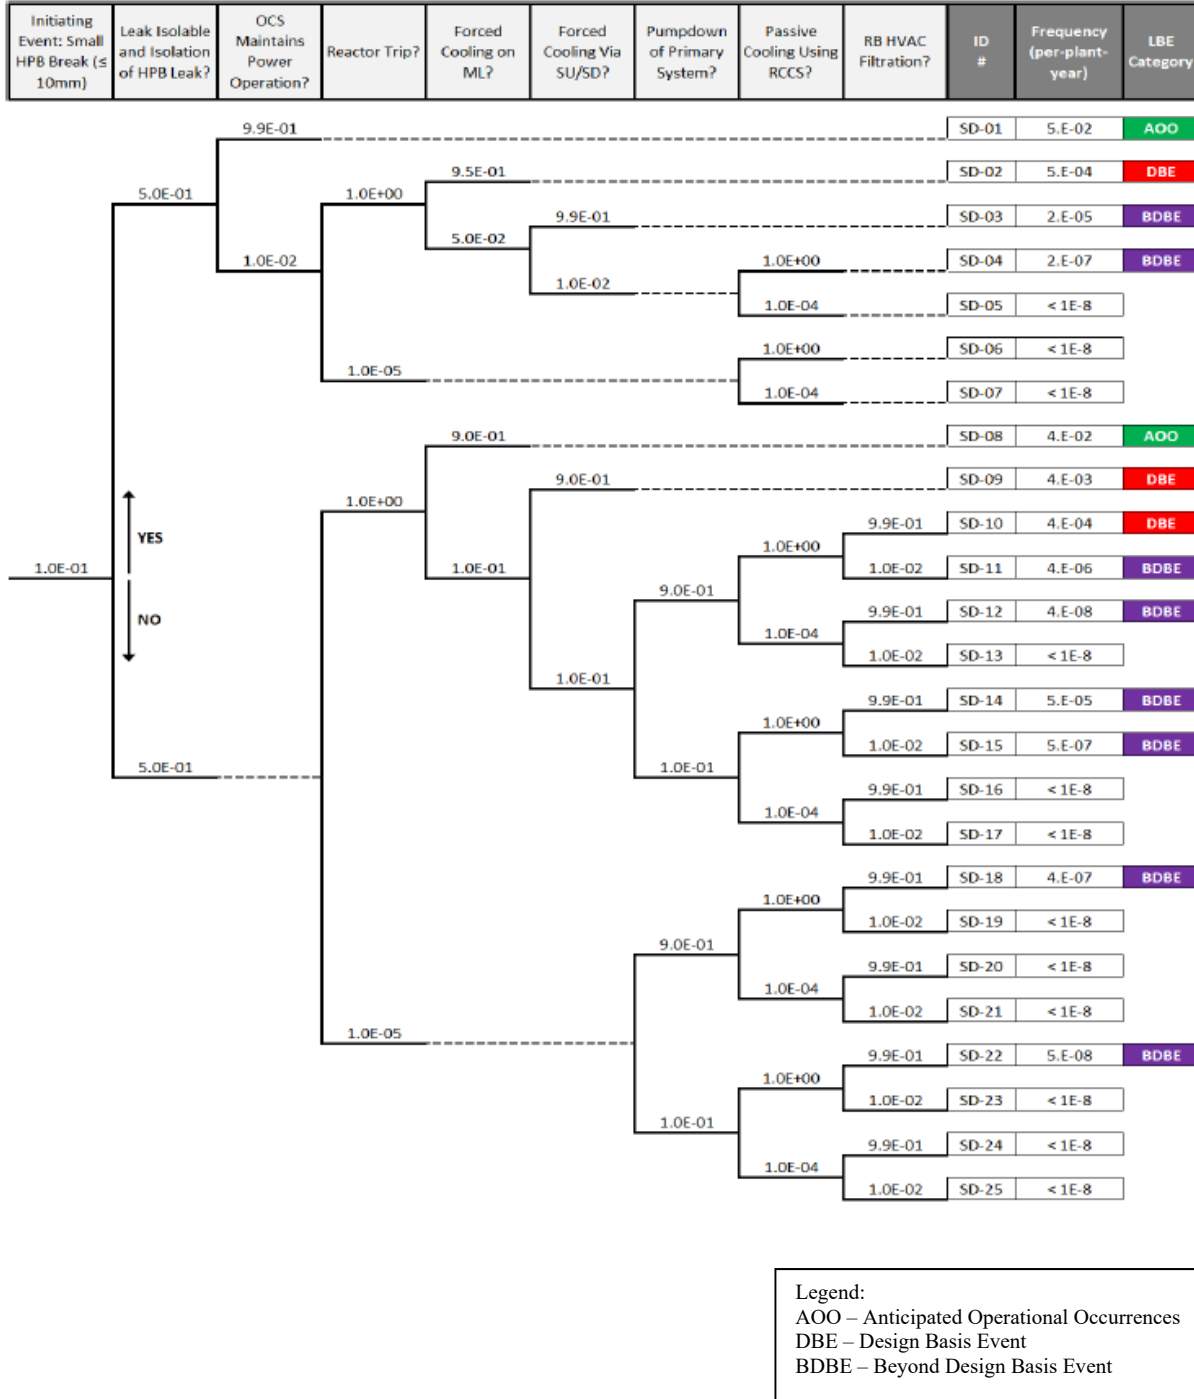 Initiating Event: Small HPB Break (≤ 10mm)
Leak Isolable and Isolation of HPB Leak?
OCS Maintains Power Operation?
Reactor Trip?
Forced Cooling on ML?
Forced Cooling Via SU/SD?
Pumpdown of Primary System?
Passive Cooling Using RCCS?
RB HVAC Filtration?
ID #
Frequency (per-plant-year)
LBE Category
9.9E-01 SD-01 5.E-02 AOO
9.5E-01 SD-02 5.E-04 DBE
5.0E-01 1.0E+00
9.9E-01 SD-03 2.E-05 BDBE
5.0E-02
1.0E-02 1.0E+00 SD-04 2.E-07 BDBE
1.0E-02
1.0E-04 SD-05 < 1E-8
1.0E+00 SD-06 < 1E-8
1.0E-05
1.0E-04 SD-07 < 1E-8
9.0E-01 SD-08 4.E-02 AOO
9.0E-01 SD-09 4.E-03 DBE
1.0E+00
9.9E-01 SD-10 4.E-04 DBE
YES
1.0E+00
1.0E-01 1.0E-01 1.0E-02 SD-11 4.E-06 BDBE
9.0E-01
NO
9.9E-01 SD-12 4.E-08 BDBE
1.0E-04
1.0E-02 SD-13 < 1E-8
1.0E-01
9.9E-01 SD-14 5.E-05 BDBE
1.0E+00
1.0E-02 SD-15 5.E-07 BDBE
5.0E-01 1.0E-01
9.9E-01 SD-16 < 1E-8
1.0E-04
1.0E-02 SD-17 < 1E-8
9.9E-01 SD-18 4.E-07 BDBE
1.0E+00
1.0E-02 SD-19 < 1E-8
9.0E-01
9.9E-01 SD-20 < 1E-8
1.0E-04
1.0E-02 SD-21 < 1E-8
1.0E-05
9.9E-01 SD-22 5.E-08 BDBE
1.0E+00
1.0E-02 SD-23 < 1E-8
1.0E-01
9.9E-01 SD-24 < 1E-8
1.0E-04
1.0E-02 SD-25 < 1E-8
Legend:
AOO – Anticipated Operational Occurrences
DBE – Design Basis Event
BDBE – Beyond Design Basis Event